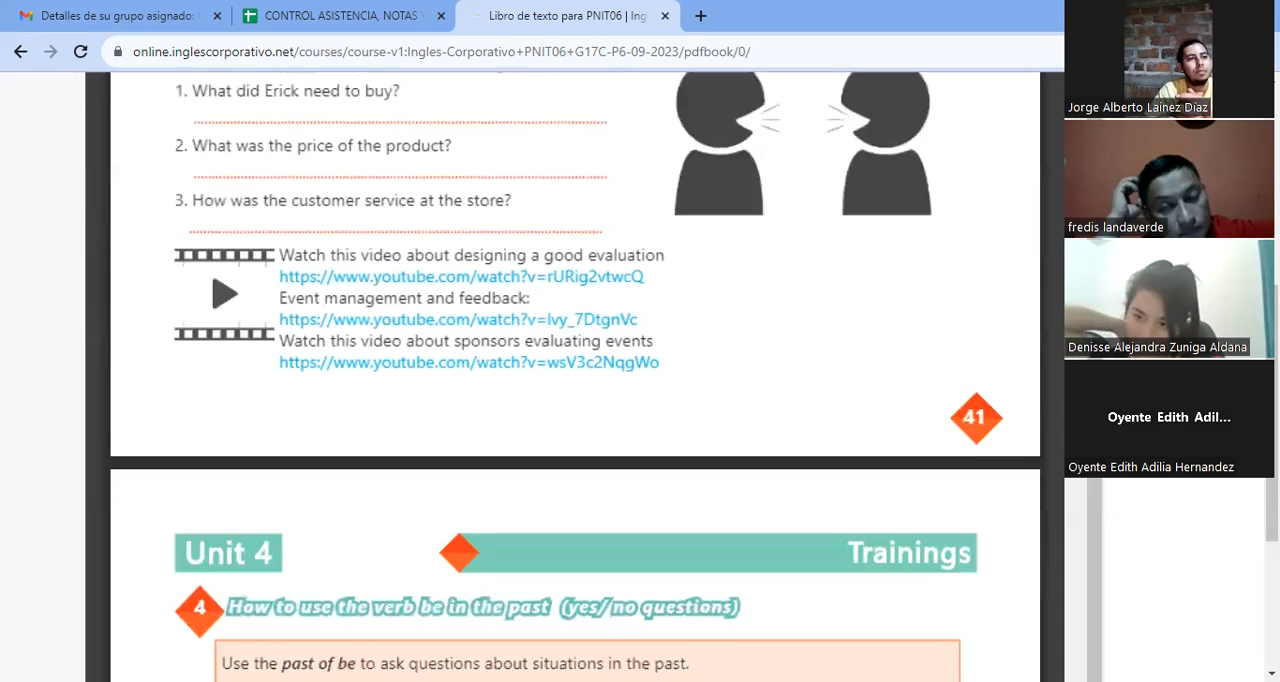 Detalles de su grupo asignado:
CONTROL ASISTENCIA, NOTAS
Libro de texto para PNIT06 | Ing
online.inglescorporativo.net/courses/course-v1:Ingles-Corporativo+PNIT06+G17C-P6-09-2023/pdfbook/0/
1. What did Erick need to buy?
2. What was the price of the product?
3. How was the customer service at the store?
Watch this video about designing a good evaluation
https://www.youtube.com/watch?v=rURig2vtwcQ
Event management and feedback:
https://www.youtube.com/watch?v=lvy_7DtgnVc
Watch this video about sponsors evaluating events
https://www.youtube.com/watch?v=wsV3c2NqgWo
41
Unit 4
Trainings
4 How to use the verb be in the past (yes/no questions)
Use the past of be to ask questions about situations in the past.
Jorge Alberto Lainez Díaz
fredis landaverde
Denisse Alejandra Zuniga Aldana
Oyente Edith Adil...
Oyente Edith Adilia Hernandez